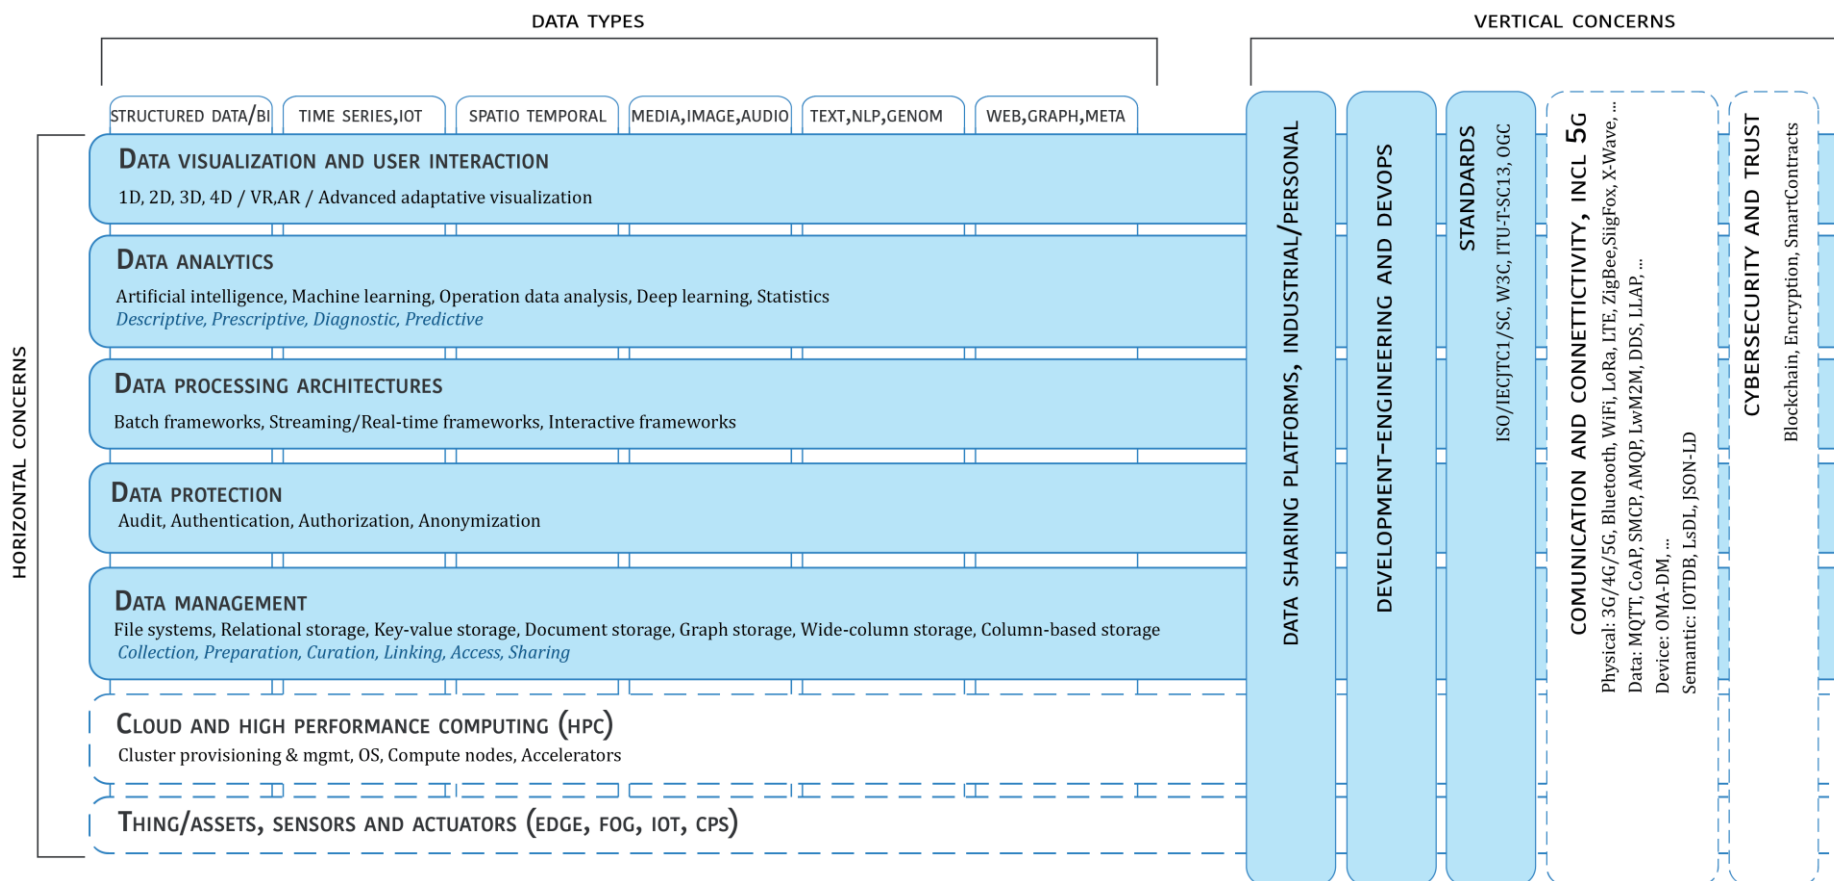 DATA TYPES
VERTICAL CONCERNS
STRUCTURED DATA/BI
TIME SERIES,IOT
SPATIO TEMPORAL
MEDIA,IMAGE,AUDIO
TEXT,NLP,GENOM
WEB,GRAPH,META
HORIZONTAL CONCERNS
DATA VISUALIZATION AND USER INTERACTION
1D, 2D, 3D, 4D / VR,AR / Advanced adaptative visualization
DATA ANALYTICS
Artificial intelligence, Machine learning, Operation data analysis, Deep learning, Statistics
Descriptive, Prescriptive, Diagnostic, Predictive
DATA PROCESSING ARCHITECTURES
Batch frameworks, Streaming/Real-time frameworks, Interactive frameworks
DATA PROTECTION
Audit, Authentication, Authorization, Anonymization
DATA MANAGEMENT
File systems, Relational storage, Key-value storage, Document storage, Graph storage, Wide-column storage, Column-based storage
Collection, Preparation, Curation, Linking, Access, Sharing
CLOUD AND HIGH PERFORMANCE COMPUTING (HPC)
Cluster provisioning & mgmt, OS, Compute nodes, Accelerators
THING/ASSETS, SENSORS AND ACTUATORS (EDGE, FOG, IOT, CPS)
DATA SHARING PLATFORMS, INDUSTRIAL/PERSONAL
DEVELOPMENT-ENGINEERING AND DEVOPS
STANDARDS
ISO/IECJTC1/SC, W3C, ITU-T-SC13, OGC
COMUNICATION AND CONNETTICTIVITY, INCL 5G
Physical: 3G/4G/5G, Bluetooth, WiFi, LoRa, LTE, ZigBee,SiigFox, X-Wave, ...
Data: MQTT, CoAP, SMCP, AMQP, LwM2M, DDS, LLAP, ...
Device: OMA-DM, ...
Semantic: IOTDB, LsDL, JSON-LD
CYBERSECURITY AND TRUST
Blockchain, Encryption, SmartContracts